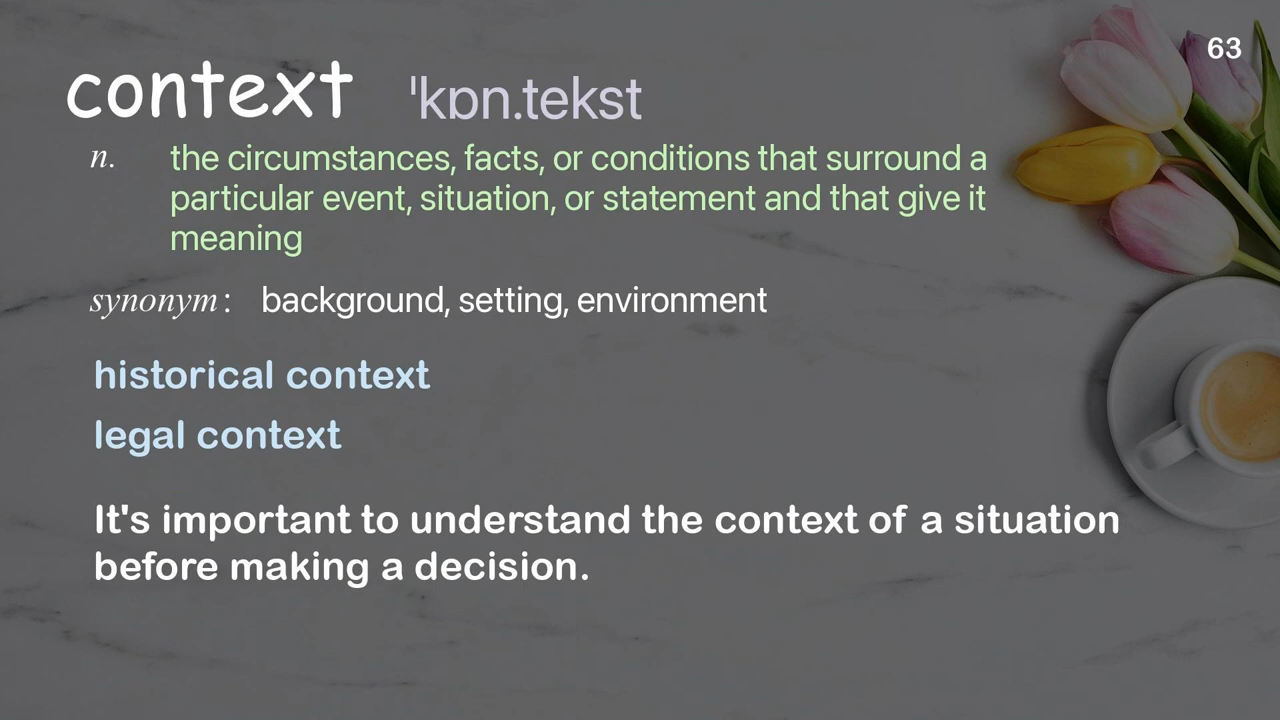 63
context ˈkɒn.tekst
n. the circumstances, facts, or conditions that surround a
particular event, situation, or statement and that give it
meaning
synonym: background, setting, environment
historical context
legal context
It's important to understand the context of a situation
before making a decision.